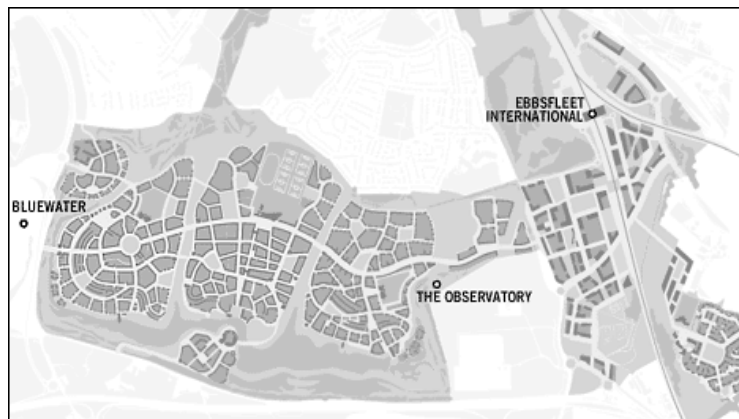 EBBSFLEET
INTERNATIONAL
BLUEWATER
THE OBSERVATORY